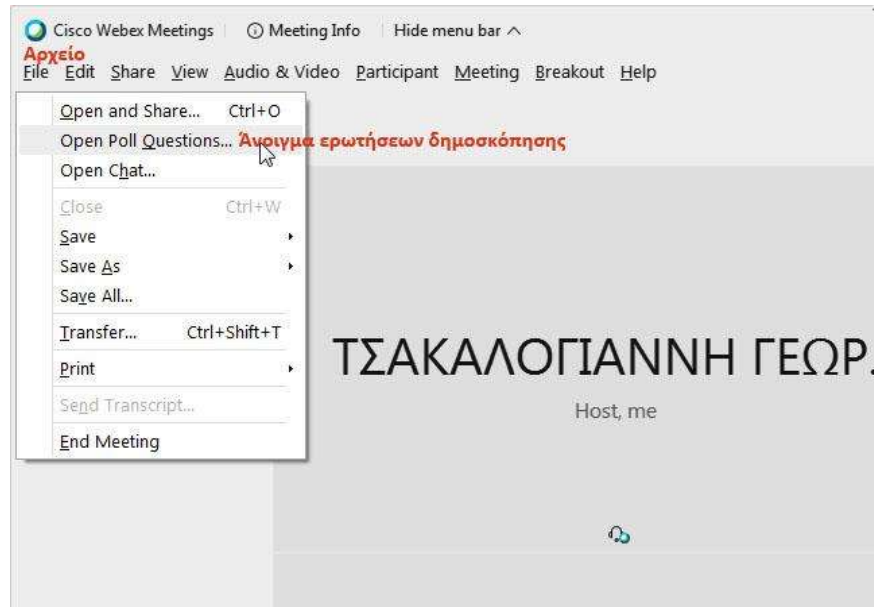 Cisco Webex Meetings Meeting Info Hide menu bar
Αρχείο
File Edit Share View Audio & Video Participant Meeting Breakout Help
Open and Share... Ctrl+O
Open Poll Questions... Άνοιγμα ερωτήσεων δημοσκόπησης
Open Chat...
Close Ctrl+W
Save
Save As
Save All...
Transfer... Ctrl+Shift+T
Print
Send Transcript...
End Meeting
ΤΣΑΚΑΛΟΓΙΑΝΝΗ ΓΕΩΡ.
Host, me